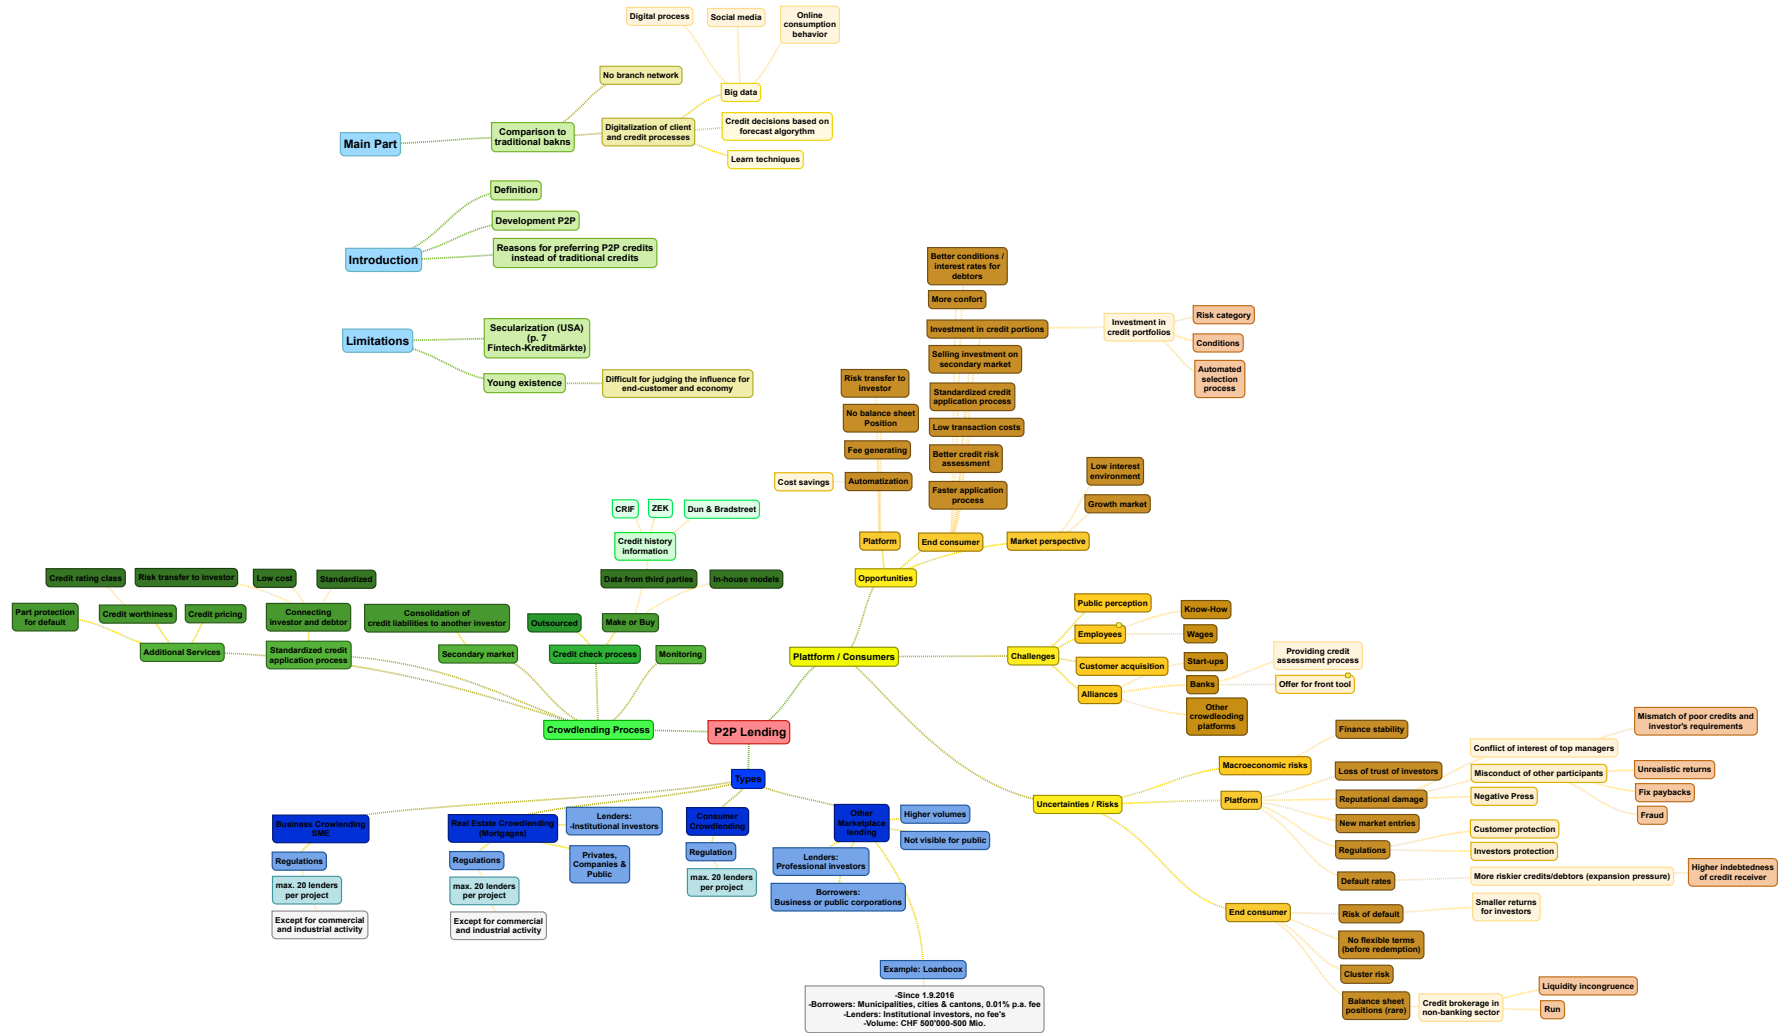 Digital process
Social media
Online
consumption
behavior
No branch network
Big data
Main Part
Comparison to
traditional bakns
Digitalization of client
and credit processes
Credit decisions based on
forecast algorythm
Learn techniques
Definition
Development P2P
Introduction
Reasons for preferring P2P credits
instead of traditional credits
Limitations
Secularization (USA)
(p. 7
Fintech-Kreditmärkte)
Young existence
Difficult for judging the influence for
end-customer and economy
Better conditions /
interest rates for
debtors
More confort
Investment in credit portions
Investment in
credit portfolios
Risk category
Conditions
Automated
selection
process
Selling investment on
secondary market
Standardized credit
application process
Low transaction costs
Better credit risk
assessment
Faster application
process
Risk transfer to
investor
No balance sheet
Position
Fee generating
Cost savings
Automatization
Low interest
environment
Growth market
Platform
End consumer
Market perspective
Opportunities
CRIF
ZEK
Dun & Bradstreet
Credit history
information
Data from third parties
In-house models
Credit rating class
Risk transfer to investor
Low cost
Standardized
Part protection
for default
Credit worthiness
Credit pricing
Connecting
investor and debtor
Consolidation of
credit liabilities to another investor
Outsourced
Make or Buy
Additional Services
Standardized credit
application process
Secondary market
Credit check process
Monitoring
Plattform / Consumers
Challenges
Public perception
Employees
Know-How
Wages
Customer acquisition
Alliances
Start-ups
Banks
Providing credit
assessment process
Offer for front tool
Other
crowdleoding
platforms
Crowdlending Process
P2P Lending
Types
Uncertainties / Risks
Macroeconomic risks
Finance stability
Platform
Loss of trust of investors
Conflict of interest of top managers
Mismatch of poor credits and
investor's requirements
Reputational damage
Misconduct of other participants
Unrealistic returns
Fix paybacks
Fraud
Negative Press
New market entries
Regulations
Customer protection
Investors protection
Default rates
More riskier credits/debtors (expansion pressure)
Higher indebtedness
of credit receiver
End consumer
Risk of default
Smaller returns
for investors
No flexible terms
(before redemption)
Cluster risk
Balance sheet
positions (rare)
Credit brokerage in
non-banking sector
Liquidity incongruence
Run
Business Crowlending
SME
Regulations
max. 20 lenders
per project
Except for commercial
and industrial activity
Real Estate Crowdlending
(Mortgages)
Lenders:
-Institutional investors
Privates,
Companies &
Public
Regulations
max. 20 lenders
per project
Except for commercial
and industrial activity
Consumer
Crowdlending
Regulation
max. 20 lenders
per project
Other
Marketplace
lending
Higher volumes
Not visible for public
Lenders:
Professional investors
Borrowers:
Business or public corporations
Example: Loanboox
-Since 1.9.2016
-Borrowers: Municipalities, cities & cantons, 0.01% p.a. fee
-Lenders: Institutional investors, no fee's
-Volume: CHF 500'000-500 Mio.